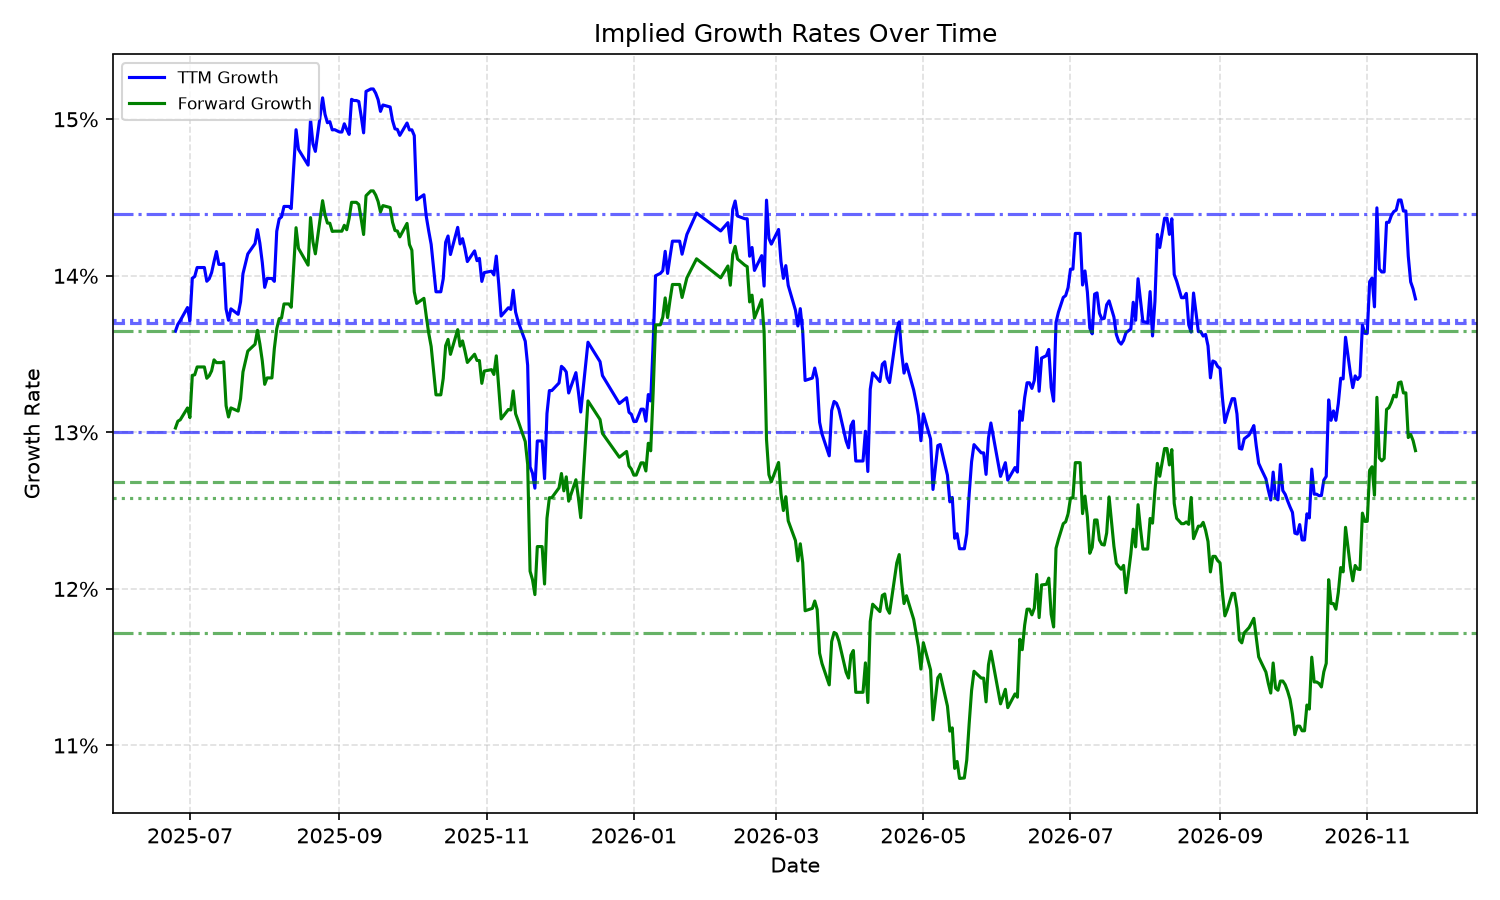 Implied Growth Rates Over Time
TTM Growth
Forward Growth
15%
14%
13%
12%
11%
Growth Rate
2025-07
2025-09
2025-11
2026-01
2026-03
2026-05
2026-07
2026-09
2026-11
Date